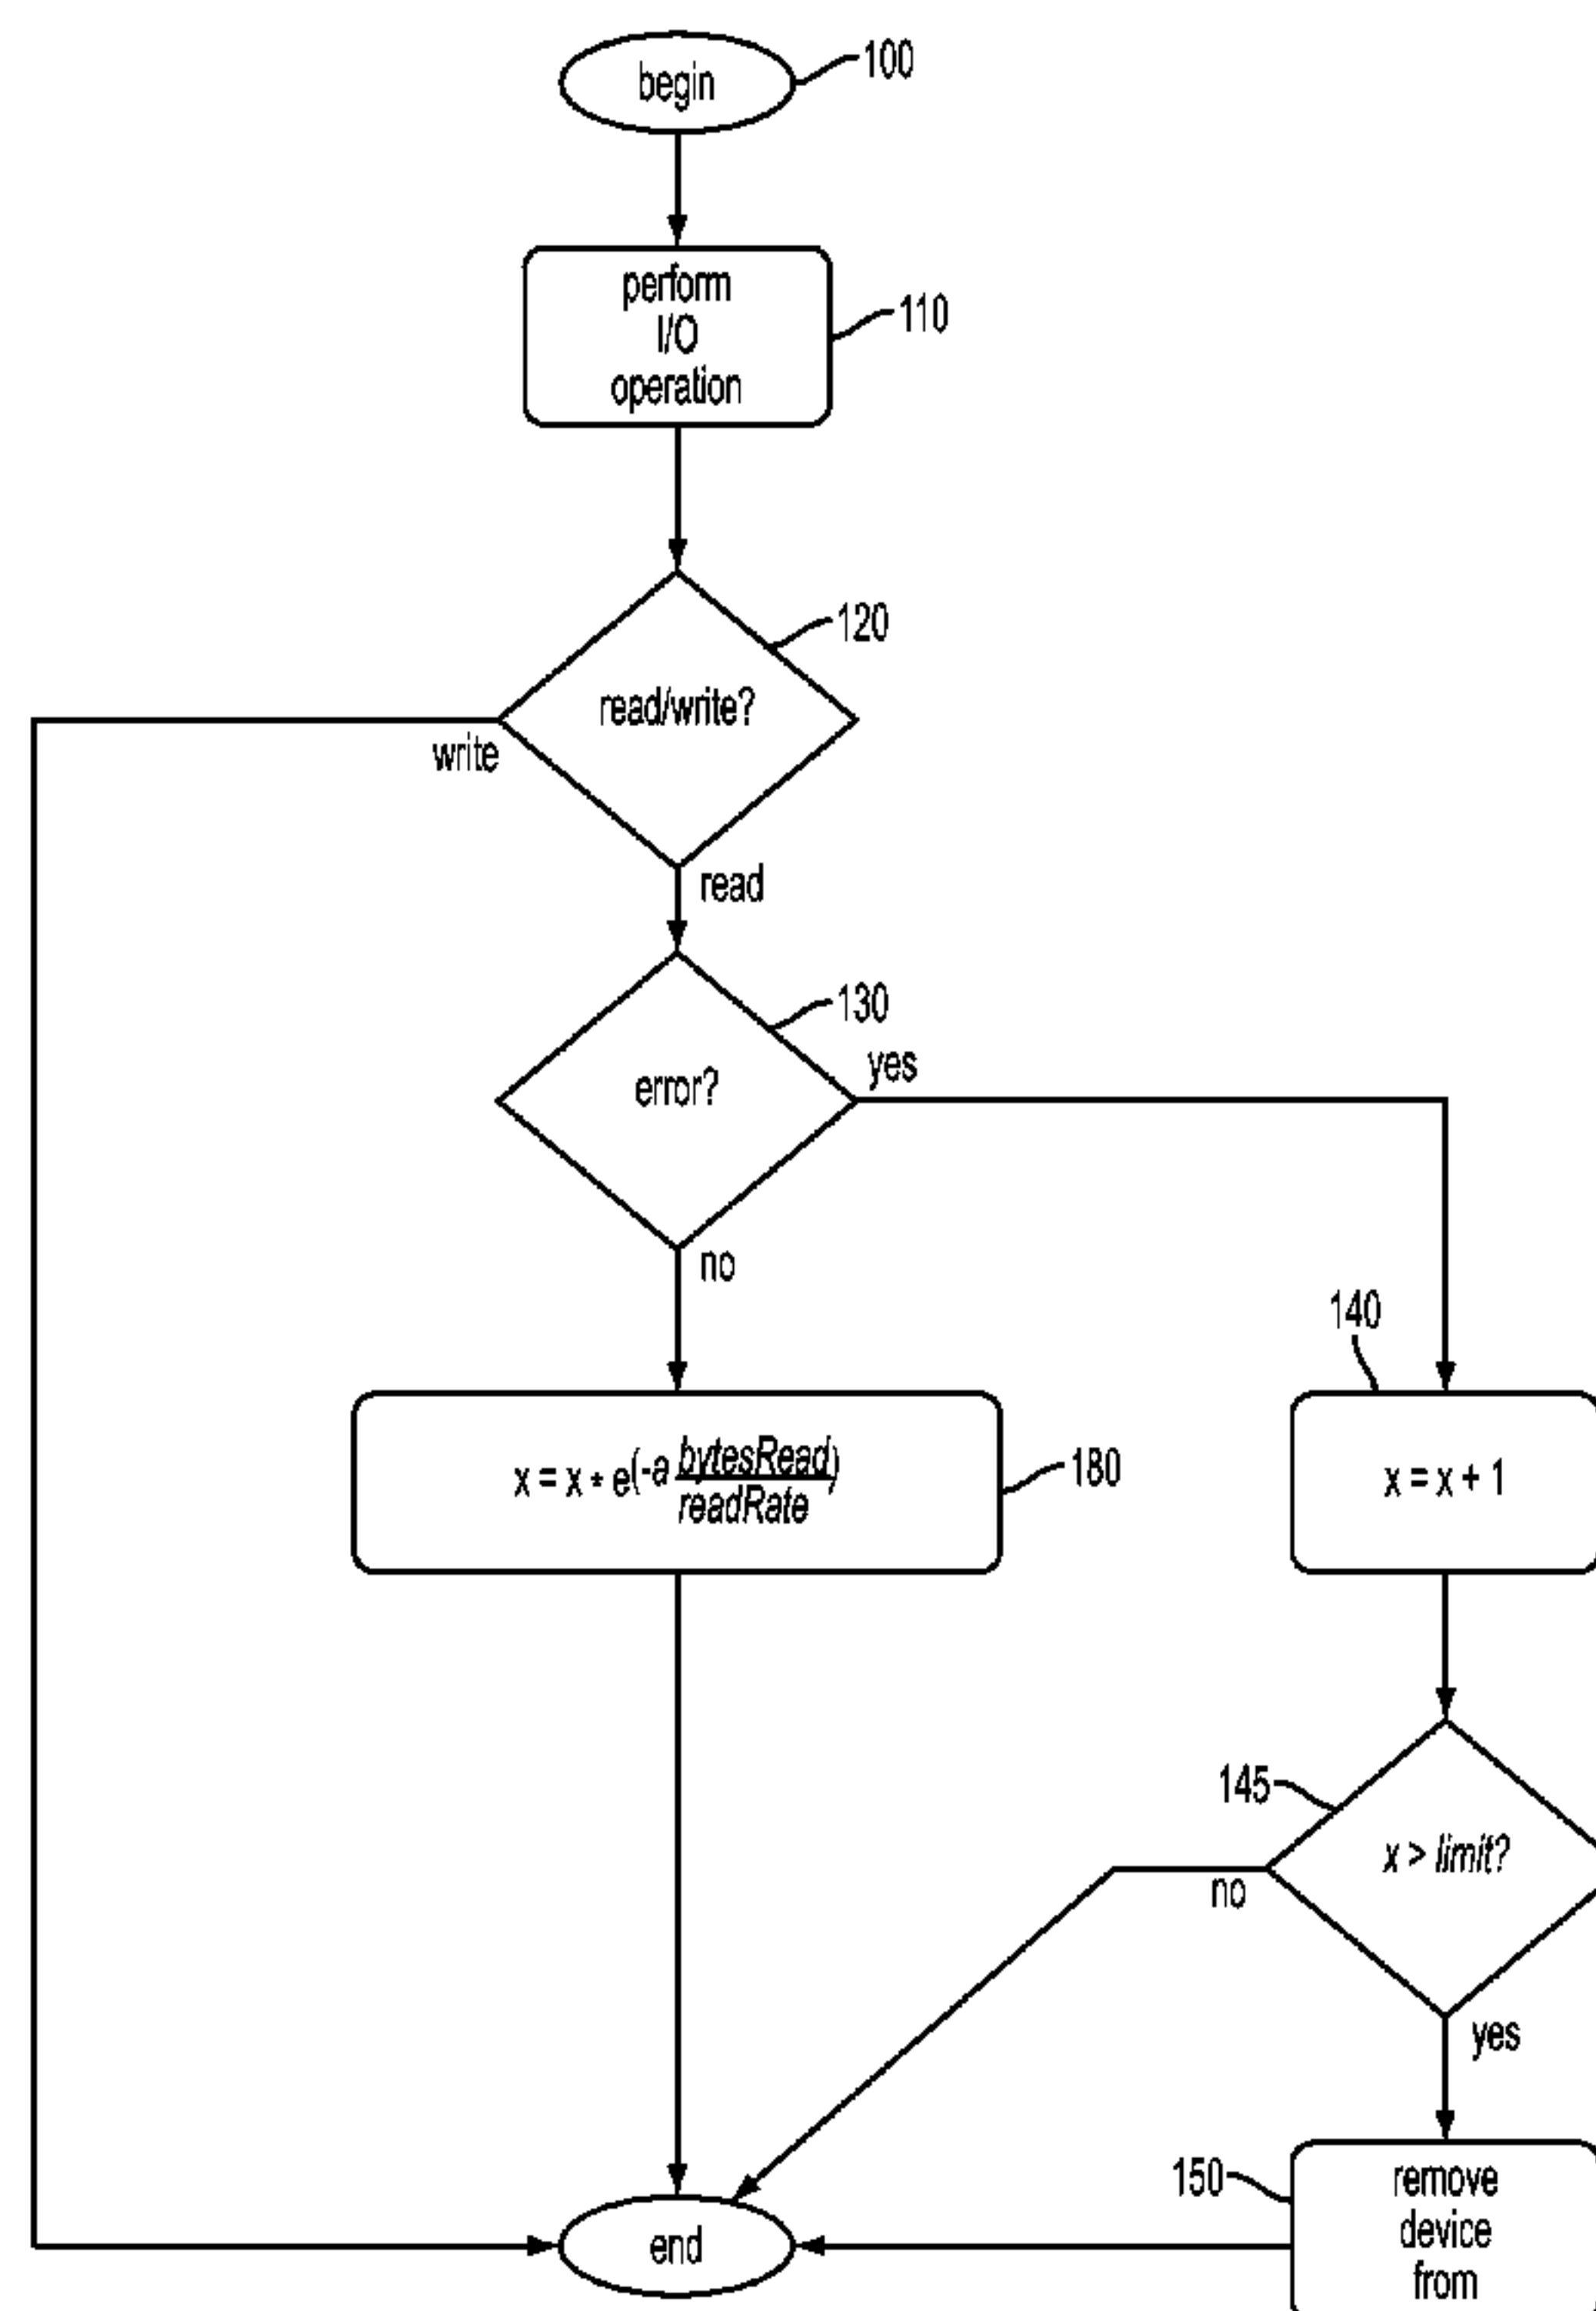 begin
100
perform
I/O
operation
110
120
read/write?
write
read
130
error?
yes
no
140
x = x * e^(-a bytesRead/readRate)
180
x = x + 1
145
x > limit?
no
yes
150
remove
device
from
end